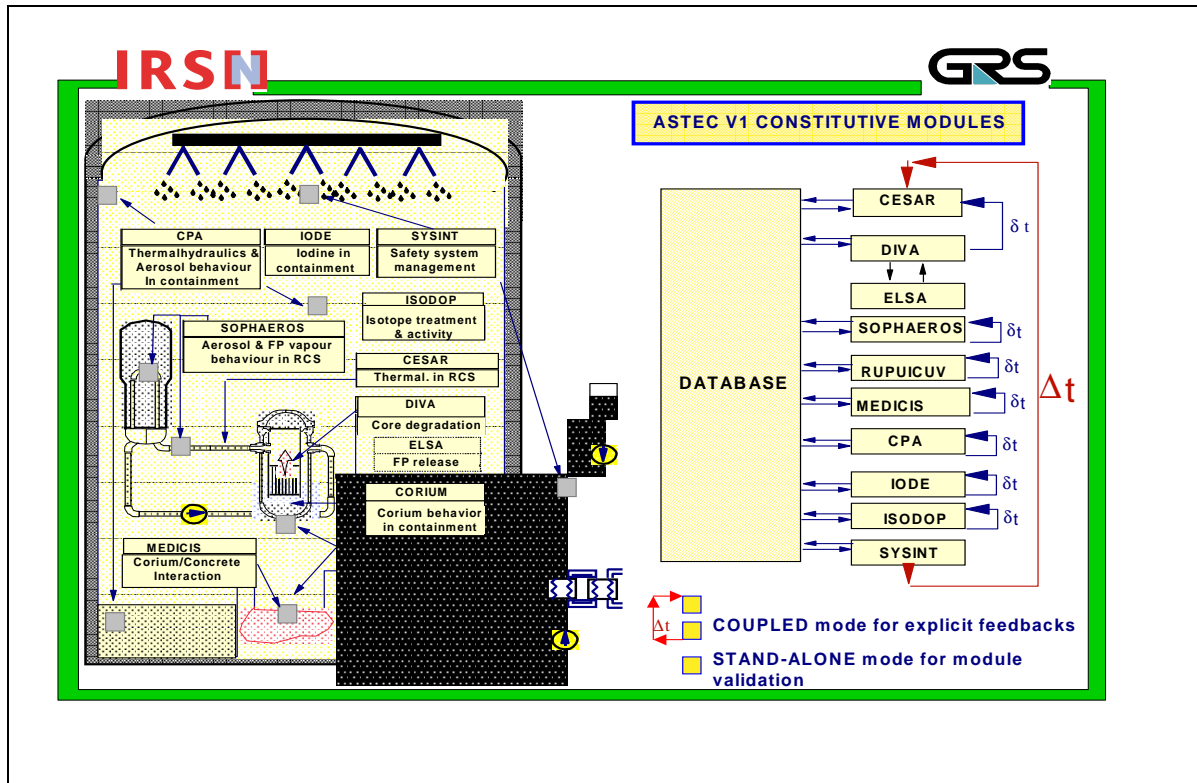 IRSN
GRS
ASTEC V1 CONSTITUTIVE MODULES
CPA
Thermalhydraulics &
Aerosol behaviour
In containment
IODE
Iodine in
containment
SYSINT
Safety system
management
ISODOP
Isotope treatment
& activity
SOPHAEROS
Aerosol & FP vapour
behaviour in RCS
CESAR
Thermal. in RCS
DIVA
Core degradation
ELSA
FP release
CORIUM
Corium behavior
in containment
MEDICIS
Corium/Concrete
Interaction
DATABASE
CESAR
δ t
DIVA
ELSA
SOPHAEROS
δt
RUPUICUV
δt
MEDICIS
δt
CPA
δt
IODE
δt
ISODOP
δt
SYSINT
Δt
Δt
COUPLED mode for explicit feedbacks
STAND-ALONE mode for module
validation